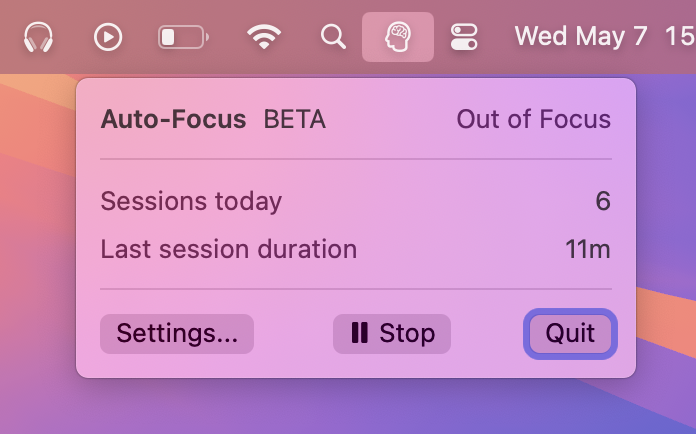 Wed May 7 15
Auto-Focus BETA Out of Focus
Sessions today 6
Last session duration 11m
Settings... Stop Quit